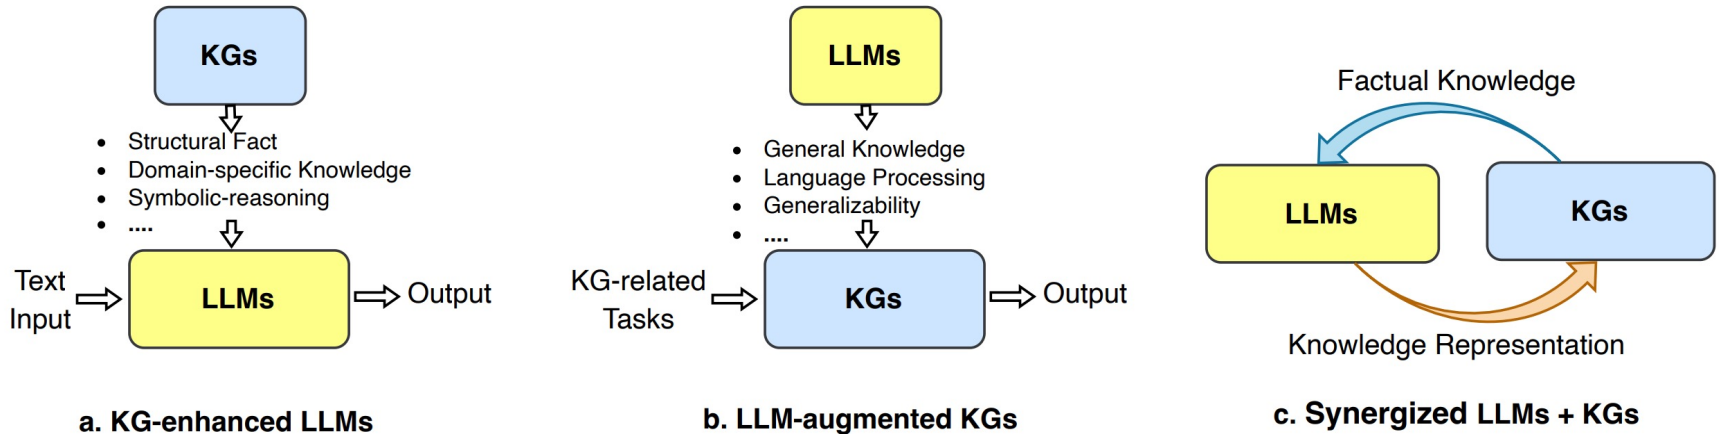 KGs
• Structural Fact
• Domain-specific Knowledge
• Symbolic-reasoning
• ....
Text
Input
LLMs
Output
a. KG-enhanced LLMs
LLMs
• General Knowledge
• Language Processing
• Generalizability
• ....
KG-related
Tasks
KGs
Output
b. LLM-augmented KGs
Factual Knowledge
LLMs
KGs
Knowledge Representation
c. Synergized LLMs + KGs